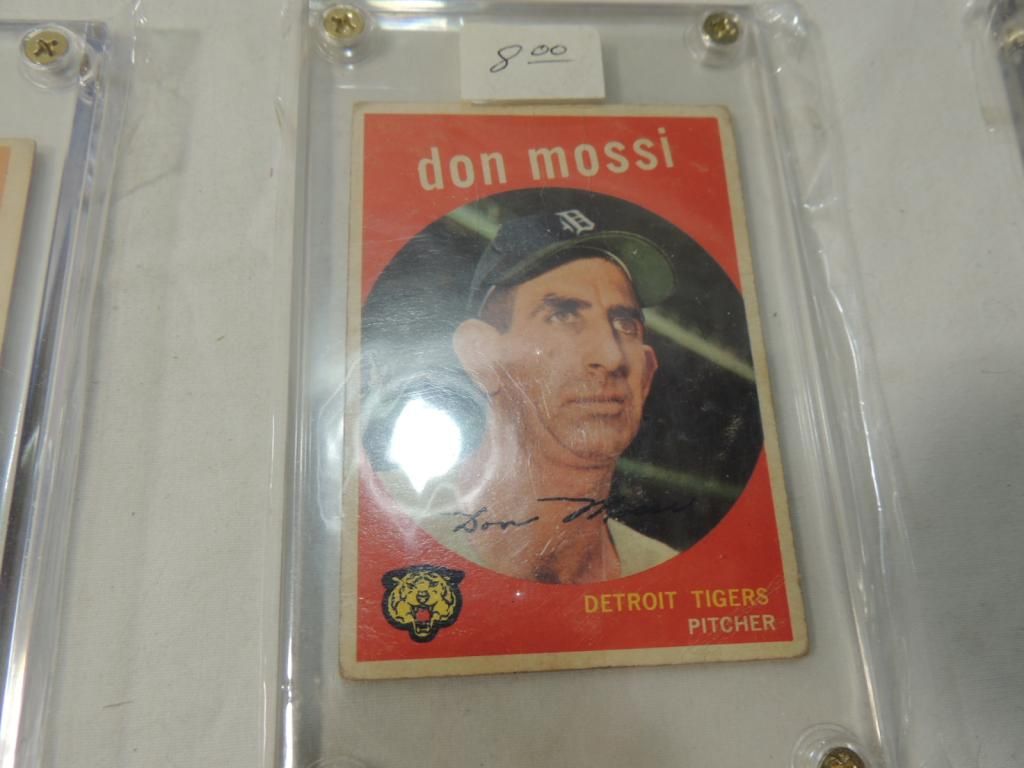 8 00
don mossi
D
Don Mossi
DETROIT TIGERS
PITCHER